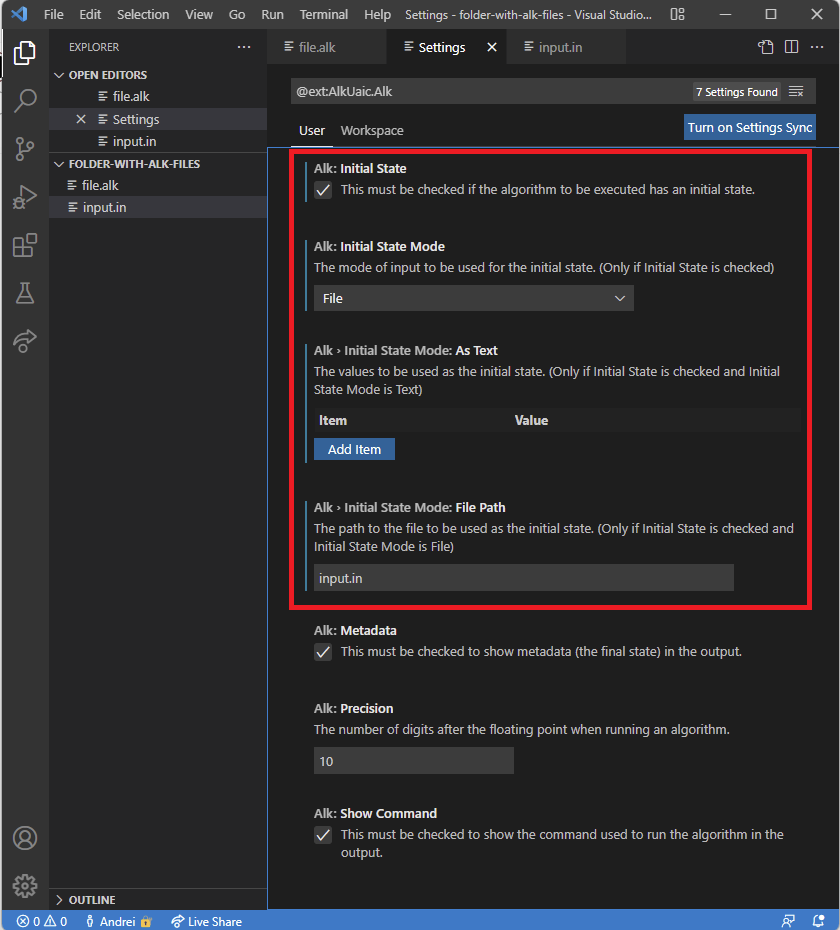 File Edit Selection View Go Run Terminal Help Settings - folder-with-alk-files - Visual Studio...
EXPLORER
OPEN EDITORS
file.alk
Settings
input.in
FOLDER-WITH-ALK-FILES
file.alk
input.in
OUTLINE
file.alk Settings input.in
@ext:AlkUaic.Alk 7 Settings Found
User Workspace Turn on Settings Sync
Alk: Initial State
This must be checked if the algorithm to be executed has an initial state.
Alk: Initial State Mode
The mode of input to be used for the initial state. (Only if Initial State is checked)
File
Alk › Initial State Mode: As Text
The values to be used as the initial state. (Only if Initial State is checked and Initial
State Mode is Text)
Item Value
Add Item
Alk › Initial State Mode: File Path
The path to the file to be used as the initial state. (Only if Initial State is checked and
Initial State Mode is File)
input.in
Alk: Metadata
This must be checked to show metadata (the final state) in the output.
Alk: Precision
The number of digits after the floating point when running an algorithm.
10
Alk: Show Command
This must be checked to show the command used to run the algorithm in the
output.
0 0 Andrei Live Share